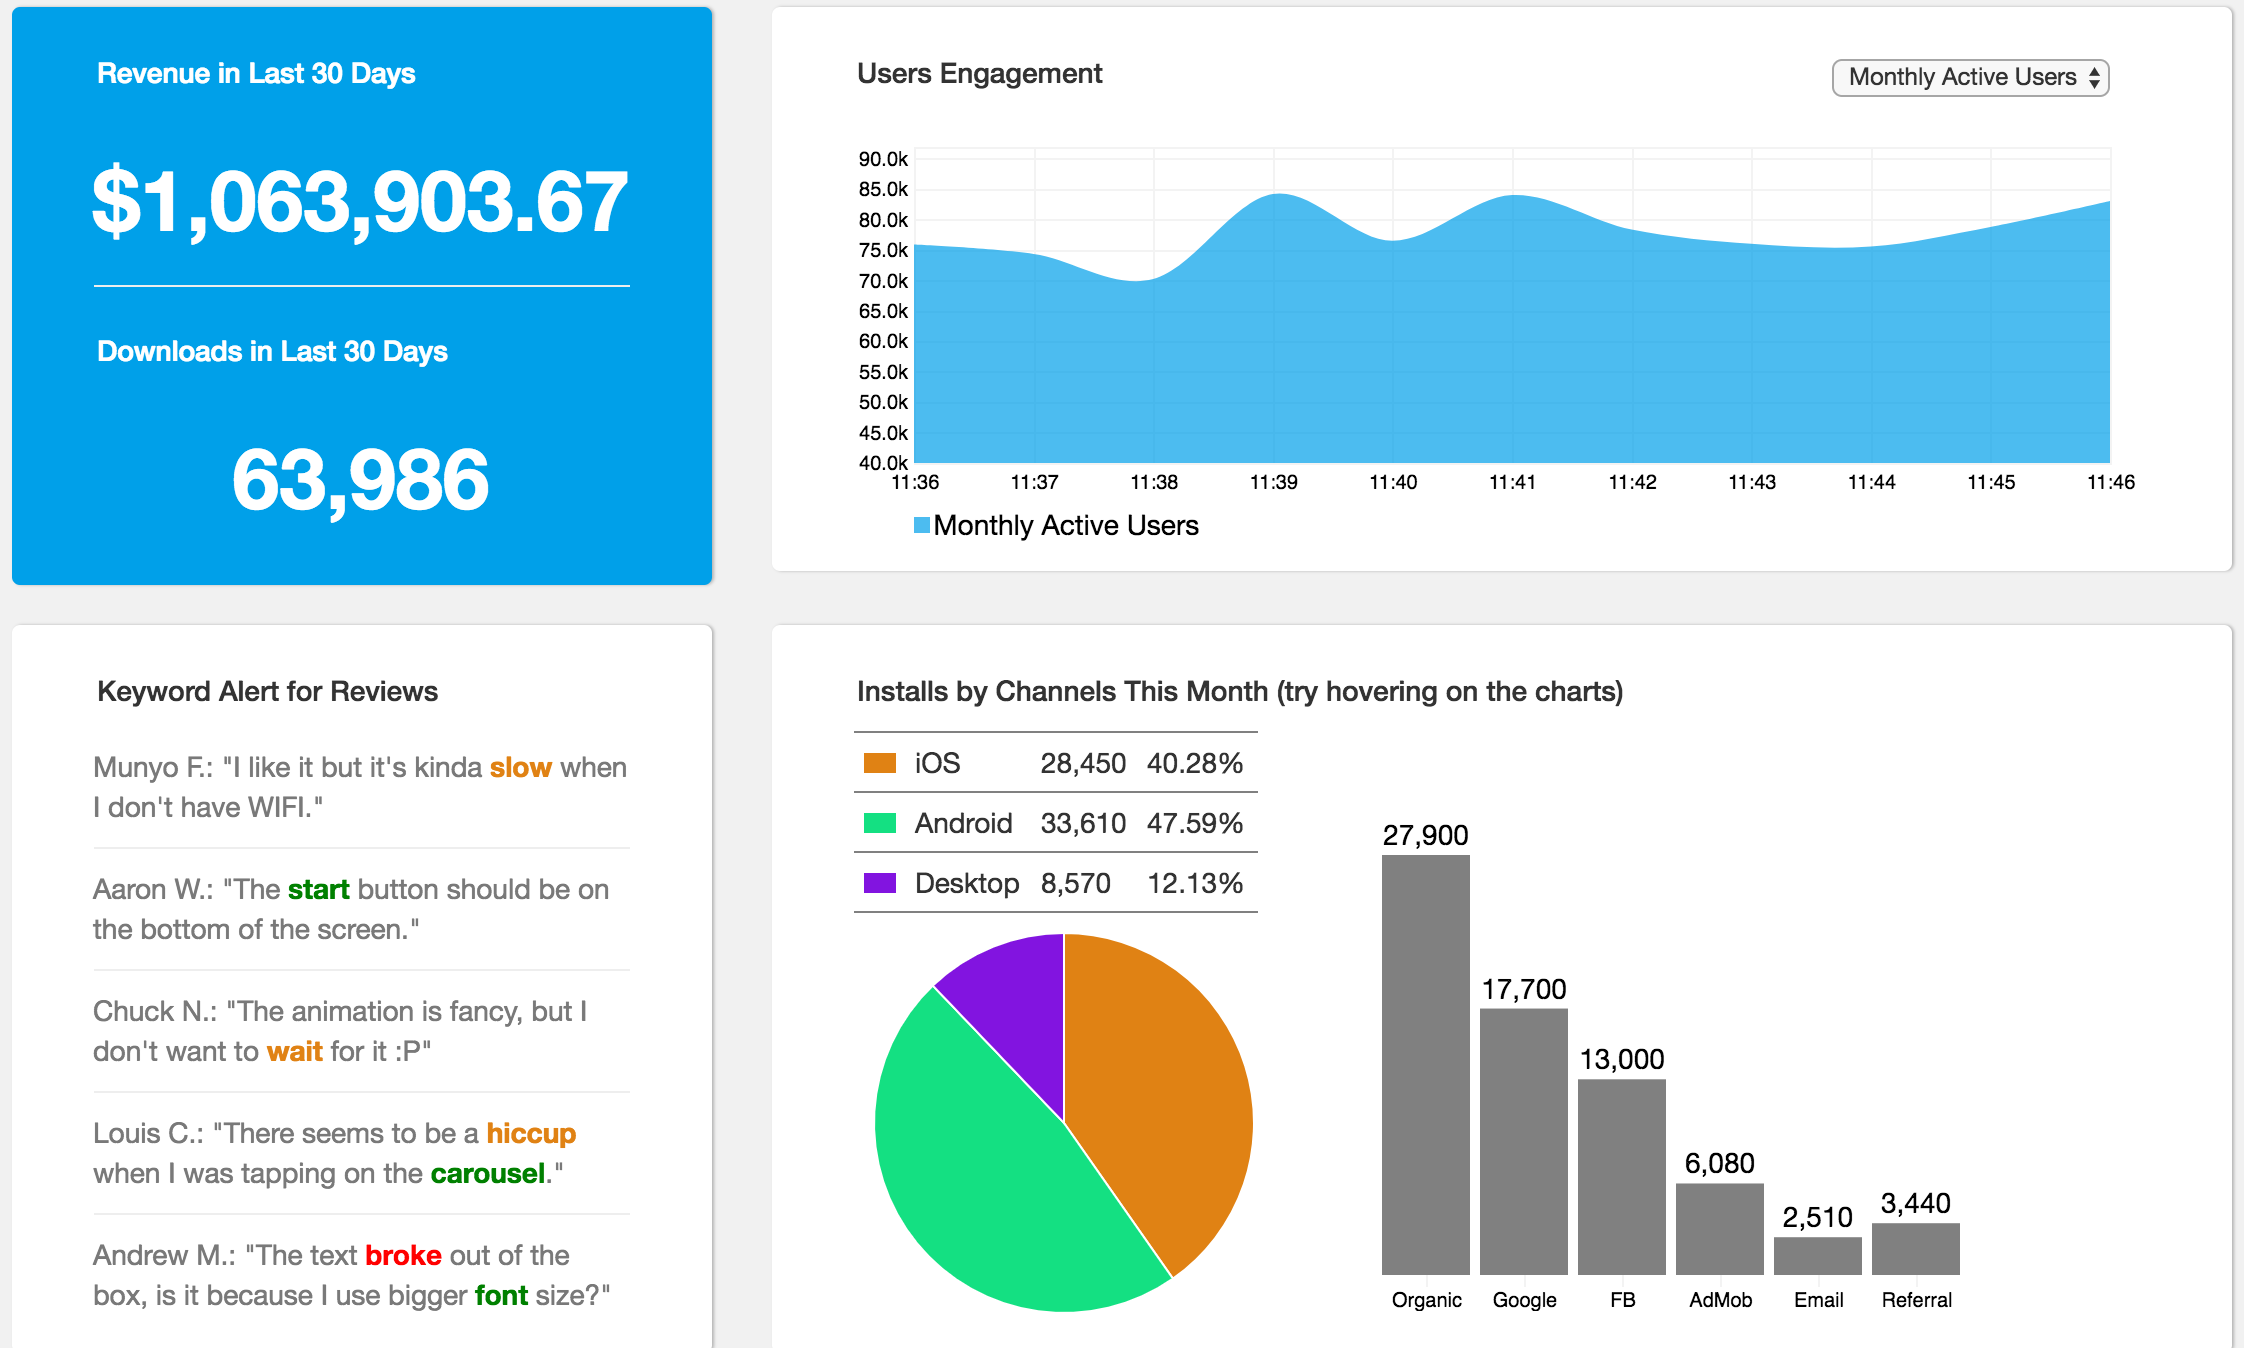 Revenue in Last 30 Days
$1,063,903.67
Downloads in Last 30 Days
63,986
Users Engagement
Monthly Active Users
90.0k
85.0k
80.0k
75.0k
70.0k
65.0k
60.0k
55.0k
50.0k
45.0k
40.0k
11:36 11:37 11:38 11:39 11:40 11:41 11:42 11:43 11:44 11:45 11:46
Monthly Active Users
Keyword Alert for Reviews
Munyo F.: "I like it but it's kinda slow when
I don't have WIFI."
Aaron W.: "The start button should be on
the bottom of the screen."
Chuck N.: "The animation is fancy, but I
don't want to wait for it :P"
Louis C.: "There seems to be a hiccup
when I was tapping on the carousel."
Andrew M.: "The text broke out of the
box, is it because I use bigger font size?"
Installs by Channels This Month (try hovering on the charts)
iOS 28,450 40.28%
Android 33,610 47.59%
Desktop 8,570 12.13%
27,900
17,700
13,000
6,080
2,510
3,440
Organic Google FB AdMob Email Referral